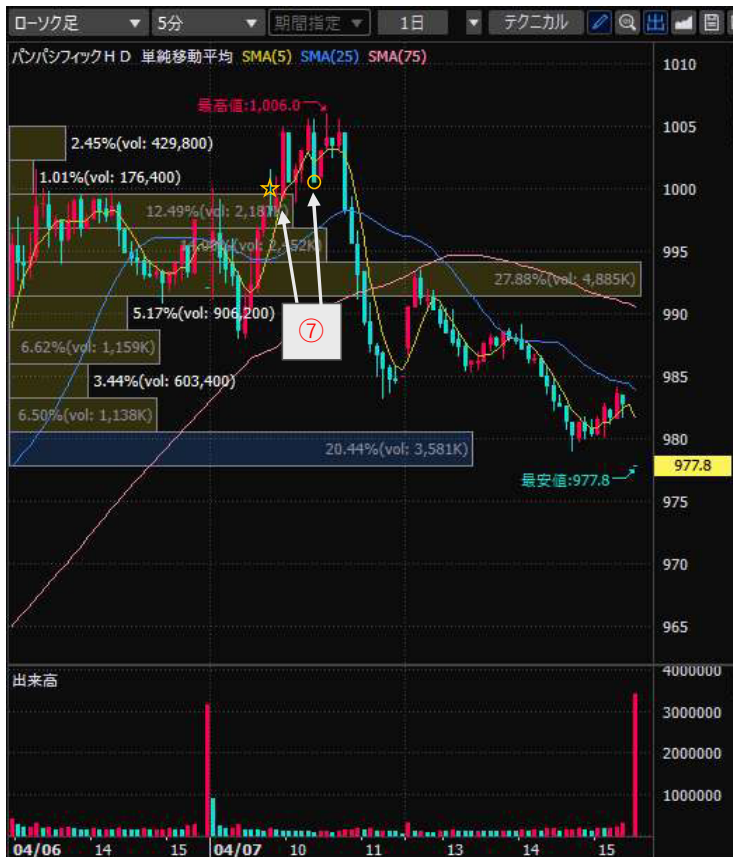 ローソク足 ▼ 5分 ▼ 期間指定 ▼ 1日 ▼ テクニカル 出
パンパシフィックＨＤ 単純移動平均 SMA(5) SMA(25) SMA(75)
1010
最高値:1,006.0
1005
2.45%(vol: 429,800)
1.01%(vol: 176,400)
1000
12.49%(vol: 2,187K)
995
27.88%(vol: 4,885K)
5.17%(vol: 906,200)
990
⑦
6.62%(vol: 1,159K)
3.44%(vol: 603,400)
985
6.50%(vol: 1,138K)
980
20.44%(vol: 3,581K)
977.8
最安値:977.8
975
970
965
出来高
4000000
3000000
2000000
1000000
04/06 14 15 04/07 10 11 13 14 15